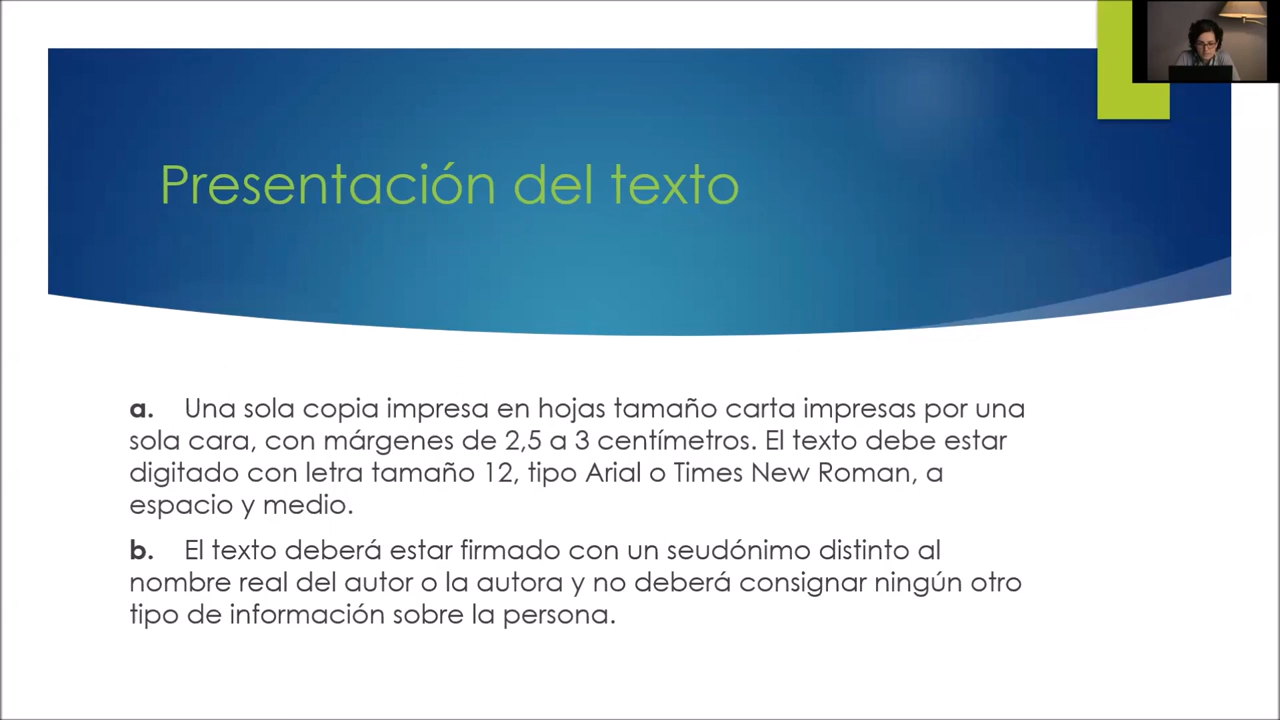 Presentación del texto
a. Una sola copia impresa en hojas tamaño carta impresas por una
sola cara, con márgenes de 2,5 a 3 centímetros. El texto debe estar
digitado con letra tamaño 12, tipo Arial o Times New Roman, a
espacio y medio.
b. El texto deberá estar firmado con un seudónimo distinto al
nombre real del autor o la autora y no deberá consignar ningún otro
tipo de información sobre la persona.